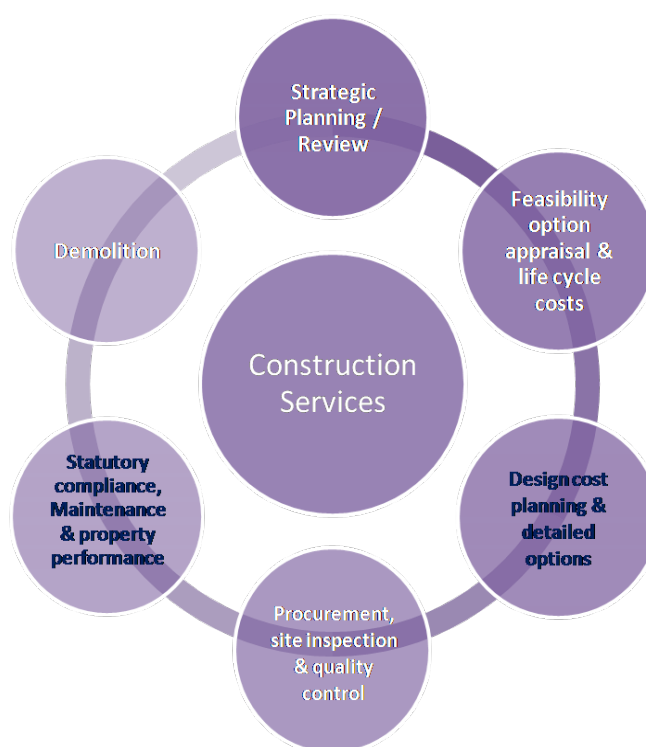 Strategic
Planning /
Review
Feasibility
option
appraisal &
life cycle
costs
Design cost
planning &
detailed
options
Procurement,
site inspection
& quality
control
Statutory
compliance,
Maintenance
& property
performance
Demolition
Construction
Services